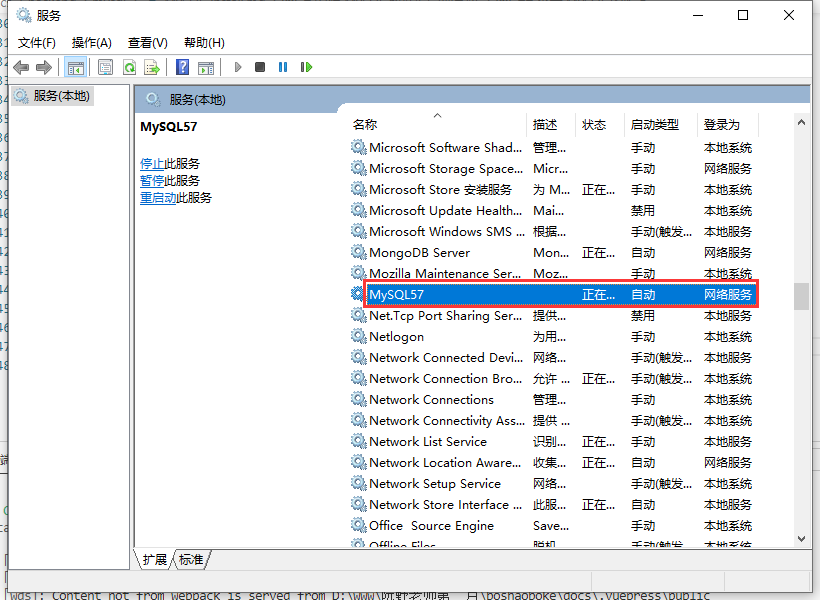 服务
文件(F) 操作(A) 查看(V) 帮助(H)
服务(本地)
服务(本地)
MySQL57
停止此服务
暂停此服务
重启动此服务
名称 描述 状态 启动类型 登录为
Microsoft Software Shad... 管理... 手动 本地系统
Microsoft Storage Space... Micr... 手动 网络服务
Microsoft Store 安装服务 为 M... 正在... 手动 本地系统
Microsoft Update Health... Mai... 禁用 本地系统
Microsoft Windows SMS ... 根据... 手动(触发... 本地服务
MongoDB Server Mon... 正在... 自动 网络服务
Mozilla Maintenance Ser... Moz... 手动 本地系统
MySQL57 正在... 自动 网络服务
Net.Tcp Port Sharing Ser... 提供... 禁用 本地服务
Netlogon 为用... 手动 本地系统
Network Connected Devi... 网络... 手动(触发... 本地服务
Network Connection Bro... 允许 ... 正在... 手动(触发... 本地系统
Network Connections 管理... 手动 本地系统
Network Connectivity Ass... 提供 ... 手动(触发... 本地系统
Network List Service 识别... 正在... 手动 本地服务
Network Location Aware... 收集... 正在... 自动 网络服务
Network Setup Service 网络... 手动(触发... 本地系统
Network Store Interface ... 此服... 正在... 自动 本地服务
Office  Source Engine Save... 手动 本地系统
Offline Files 脱机... 手动(触发... 本地系统
扩展 标准
[wds]: Content not from webpack is served from D:\www\阮野老师第 月\boshaoboke\docs\.vuepress\public